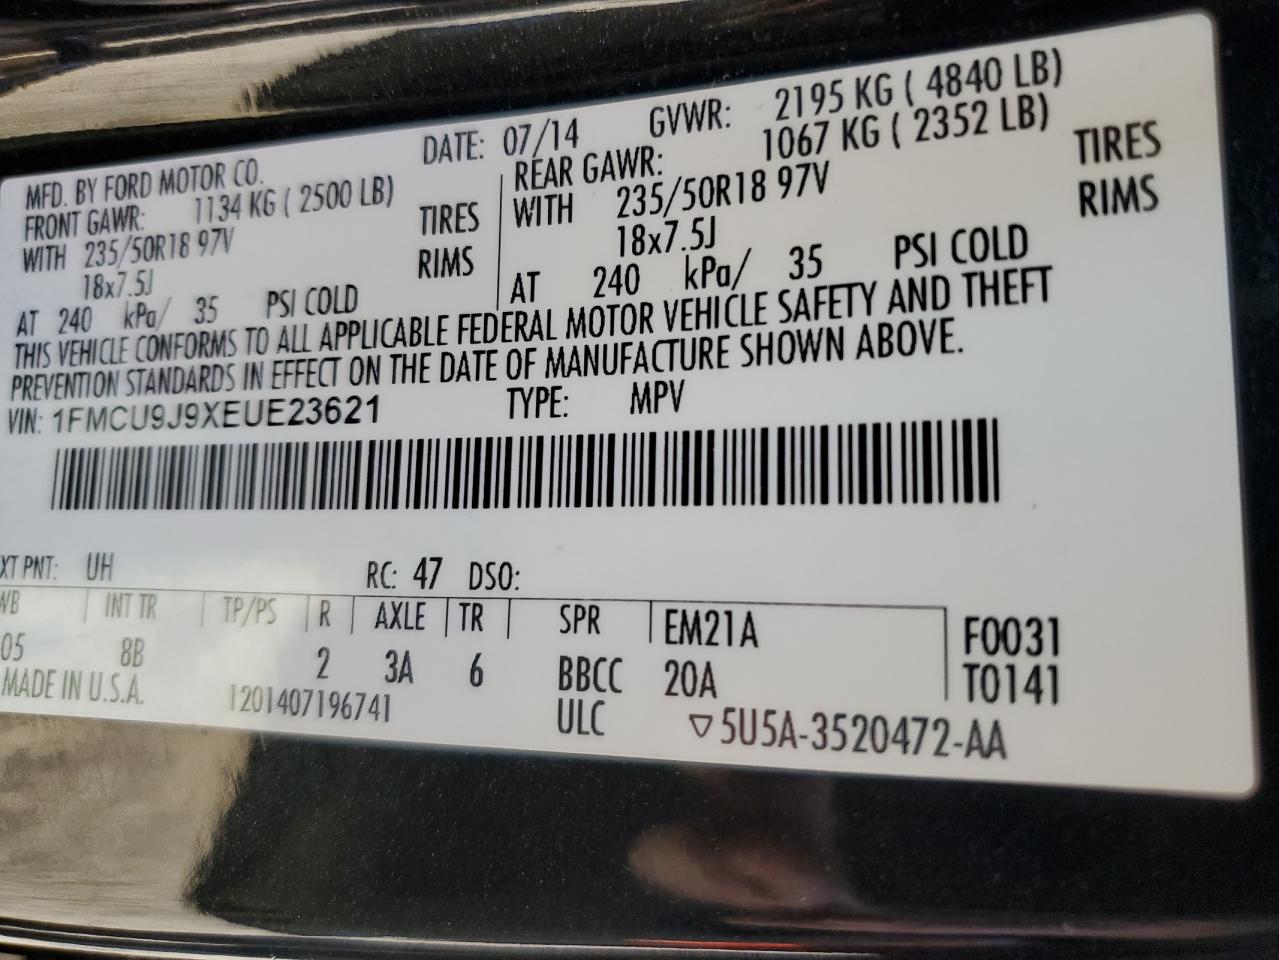 MFD. BY FORD MOTOR CO. DATE: 07/14 GVWR: 2195 KG ( 4840 LB)
FRONT GAWR: 1134 KG ( 2500 LB) REAR GAWR: 1067 KG ( 2352 LB)
WITH 235/50R18 97V TIRES WITH 235/50R18 97V TIRES
18x7.5J RIMS 18x7.5J RIMS
AT 240 kPa/ 35 PSI COLD AT 240 kPa/ 35 PSI COLD
THIS VEHICLE CONFORMS TO ALL APPLICABLE FEDERAL MOTOR VEHICLE SAFETY AND THEFT
PREVENTION STANDARDS IN EFFECT ON THE DATE OF MANUFACTURE SHOWN ABOVE.
VIN: 1FMCU9J9XEUE23621 TYPE: MPV
XT PNT: UH RC: 47 DSO:
WB INT TR TP/PS R AXLE TR SPR EM21A F0031
05 8B 2 3A 6 BBCC 20A T0141
MADE IN U.S.A. 1201407196741 ULC ▽5U5A-3520472-AA